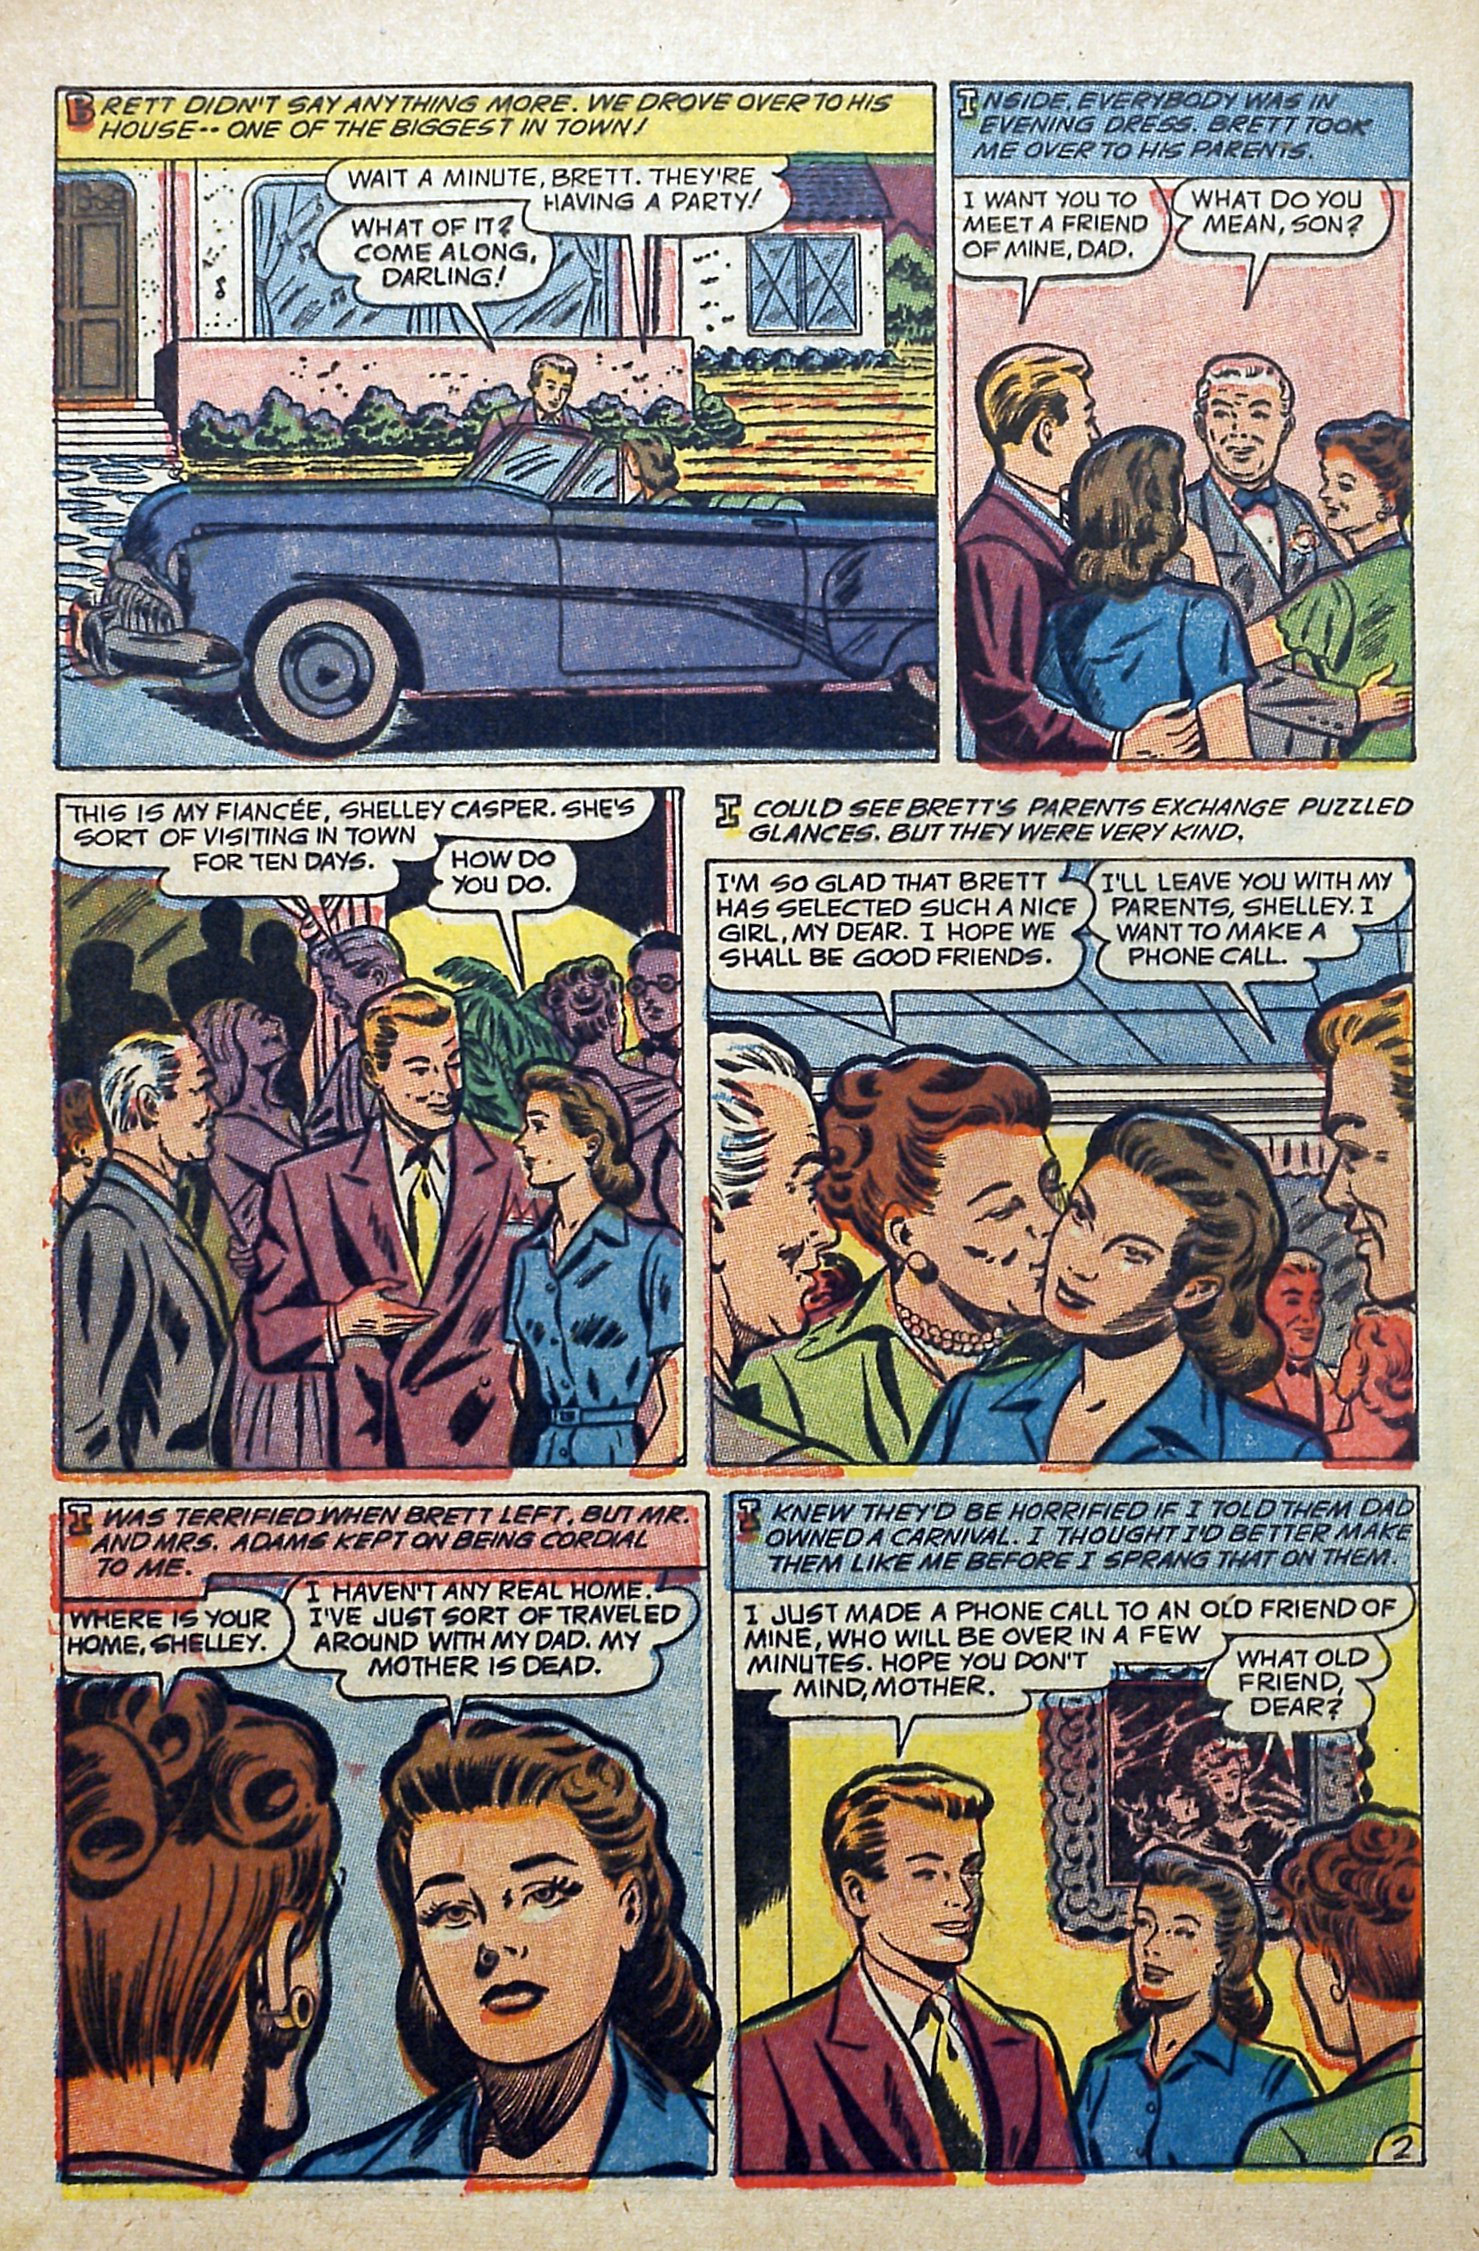 BRETT DIDN'T SAY ANYTHING MORE. WE DROVE OVER TO HIS
HOUSE-- ONE OF THE BIGGEST IN TOWN!
WAIT A MINUTE, BRETT. THEY'RE
HAVING A PARTY!
WHAT OF IT?
COME ALONG,
DARLING!
INSIDE, EVERYBODY WAS IN
EVENING DRESS. BRETT TOOK
ME OVER TO HIS PARENTS.
I WANT YOU TO
MEET A FRIEND
OF MINE, DAD.
WHAT DO YOU
MEAN, SON?
THIS IS MY FIANCÉE, SHELLEY CASPER. SHE'S
SORT OF VISITING IN TOWN
FOR TEN DAYS.
HOW DO
YOU DO.
I COULD SEE BRETT'S PARENTS EXCHANGE PUZZLED
GLANCES. BUT THEY WERE VERY KIND.
I'M SO GLAD THAT BRETT
HAS SELECTED SUCH A NICE
GIRL, MY DEAR. I HOPE WE
SHALL BE GOOD FRIENDS.
I'LL LEAVE YOU WITH MY
PARENTS, SHELLEY. I
WANT TO MAKE A
PHONE CALL.
I WAS TERRIFIED WHEN BRETT LEFT, BUT MR.
AND MRS. ADAMS KEPT ON BEING CORDIAL
TO ME.
WHERE IS YOUR
HOME, SHELLEY.
I HAVEN'T ANY REAL HOME.
I'VE JUST SORT OF TRAVELED
AROUND WITH MY DAD. MY
MOTHER IS DEAD.
I KNEW THEY'D BE HORRIFIED IF I TOLD THEM DAD
OWNED A CARNIVAL. I THOUGHT I'D BETTER MAKE
THEM LIKE ME BEFORE I SPRANG THAT ON THEM.
I JUST MADE A PHONE CALL TO AN OLD FRIEND OF
MINE, WHO WILL BE OVER IN A FEW
MINUTES. HOPE YOU DON'T
MIND, MOTHER.
WHAT OLD
FRIEND,
DEAR?
2